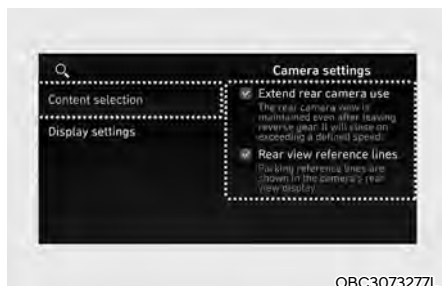 Camera settings
Content selection
Display settings
Extend rear camera use
The rear camera view is
maintained even after leaving
reverse gear. It will close on
exceeding a defined speed.
Rear view reference lines
Parking reference lines are
shown in the camera's rear
view display.
OBC3073277L